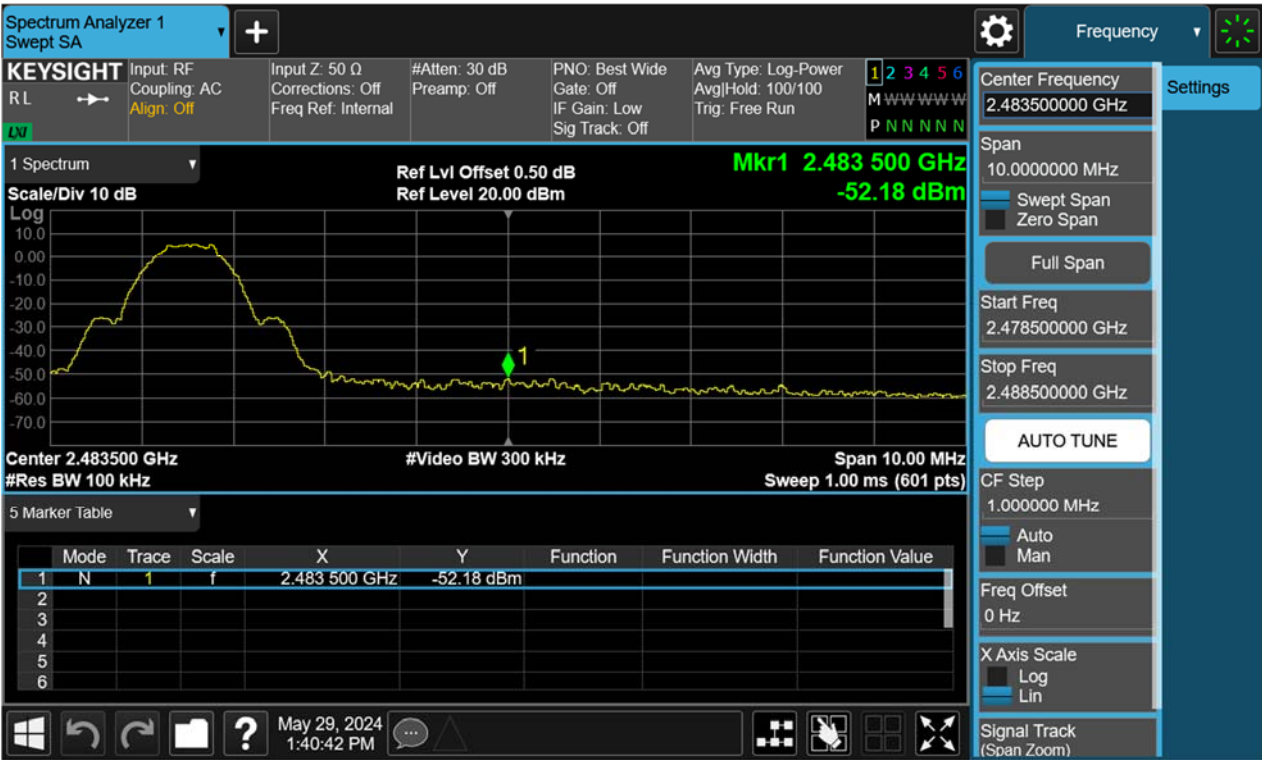 Spectrum Analyzer 1
Swept SA
+
Frequency
KEYSIGHT
R L
LXI
Input: RF
Coupling: AC
Align: Off
Input Z: 50 Ω
Corrections: Off
Freq Ref: Internal
#Atten: 30 dB
Preamp: Off
PNO: Best Wide
Gate: Off
IF Gain: Low
Sig Track: Off
Avg Type: Log-Power
Avg|Hold: 100/100
Trig: Free Run
1 2 3 4 5 6
M W W W W W
P N N N N N
Settings
Center Frequency
2.483500000 GHz
Span
10.0000000 MHz
Swept Span
Zero Span
Full Span
Start Freq
2.478500000 GHz
Stop Freq
2.488500000 GHz
AUTO TUNE
CF Step
1.000000 MHz
Auto
Man
Freq Offset
0 Hz
X Axis Scale
Log
Lin
Signal Track
(Span Zoom)
1 Spectrum
Scale/Div 10 dB
Ref Lvl Offset 0.50 dB
Ref Level 20.00 dBm
Mkr1 2.483 500 GHz
-52.18 dBm
Log
10.0
0.00
-10.0
-20.0
-30.0
-40.0
-50.0
-60.0
-70.0
1
Center 2.483500 GHz
#Res BW 100 kHz
#Video BW 300 kHz
Span 10.00 MHz
Sweep 1.00 ms (601 pts)
5 Marker Table
Mode Trace Scale X Y Function Function Width Function Value
1 N 1 f 2.483 500 GHz -52.18 dBm
2
3
4
5
6
?
May 29, 2024
1:40:42 PM